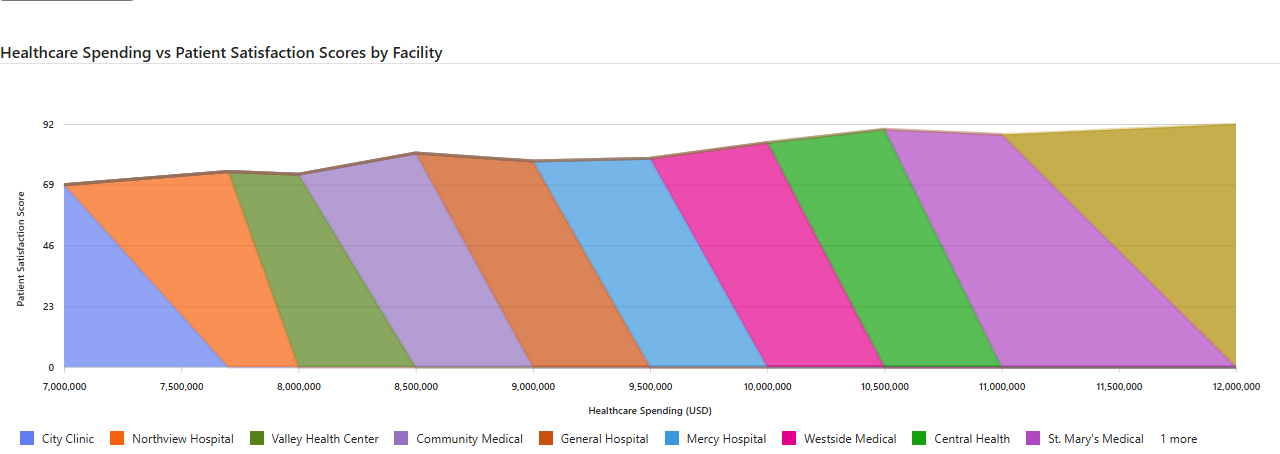 Healthcare Spending vs Patient Satisfaction Scores by Facility
92
69
46
23
0
Patient Satisfaction Score
7,000,000 7,500,000 8,000,000 8,500,000 9,000,000 9,500,000 10,000,000 10,500,000 11,000,000 11,500,000 12,000,000
Healthcare Spending (USD)
City Clinic Northview Hospital Valley Health Center Community Medical General Hospital Mercy Hospital Westside Medical Central Health St. Mary's Medical 1 more